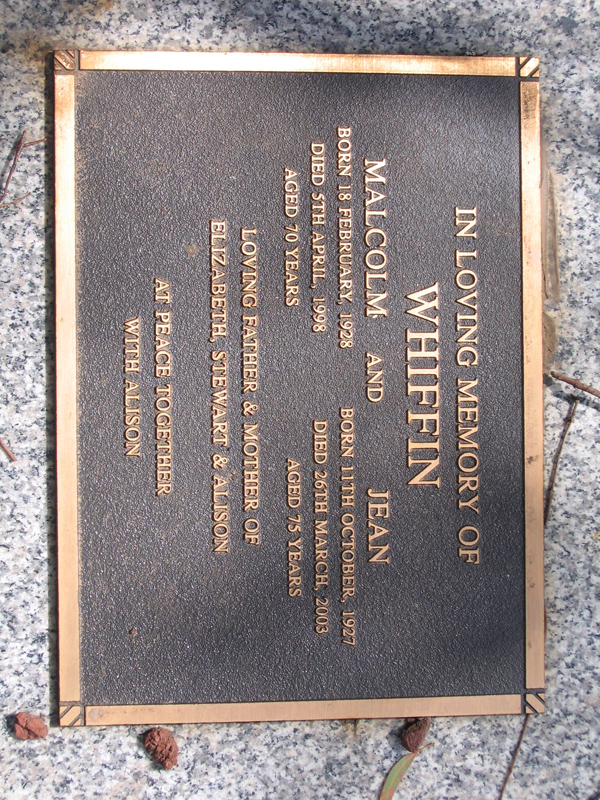 IN LOVING MEMORY OF
WHIFFIN
MALCOLM AND JEAN
BORN 18 FEBRUARY, 1928 BORN 11TH OCTOBER, 1927
DIED 5TH APRIL, 1998 DIED 26TH MARCH, 2003
AGED 70 YEARS AGED 75 YEARS
LOVING FATHER & MOTHER OF
ELIZABETH, STEWART & ALISON
AT PEACE TOGETHER
WITH ALISON